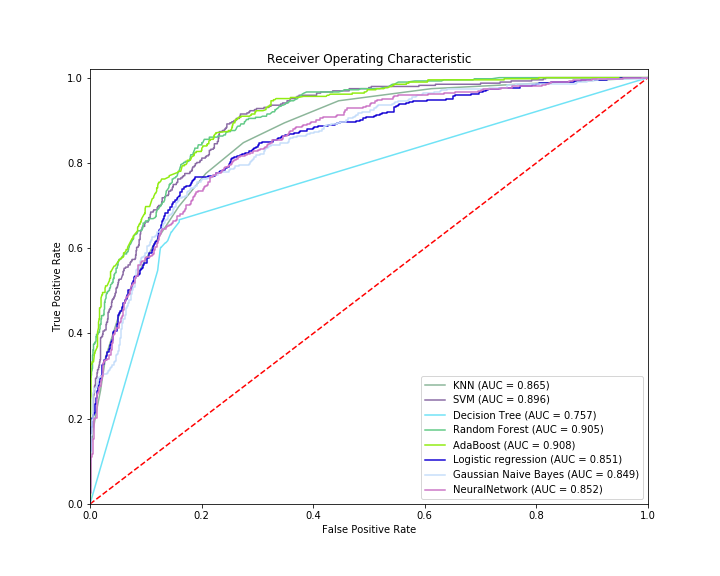 Receiver Operating Characteristic
1.0
0.8
0.6
0.4
0.2
0.0
True Positive Rate
KNN (AUC = 0.865)
SVM (AUC = 0.896)
Decision Tree (AUC = 0.757)
Random Forest (AUC = 0.905)
AdaBoost (AUC = 0.908)
Logistic regression (AUC = 0.851)
Gaussian Naive Bayes (AUC = 0.849)
NeuralNetwork (AUC = 0.852)
0.0 0.2 0.4 0.6 0.8 1.0
False Positive Rate